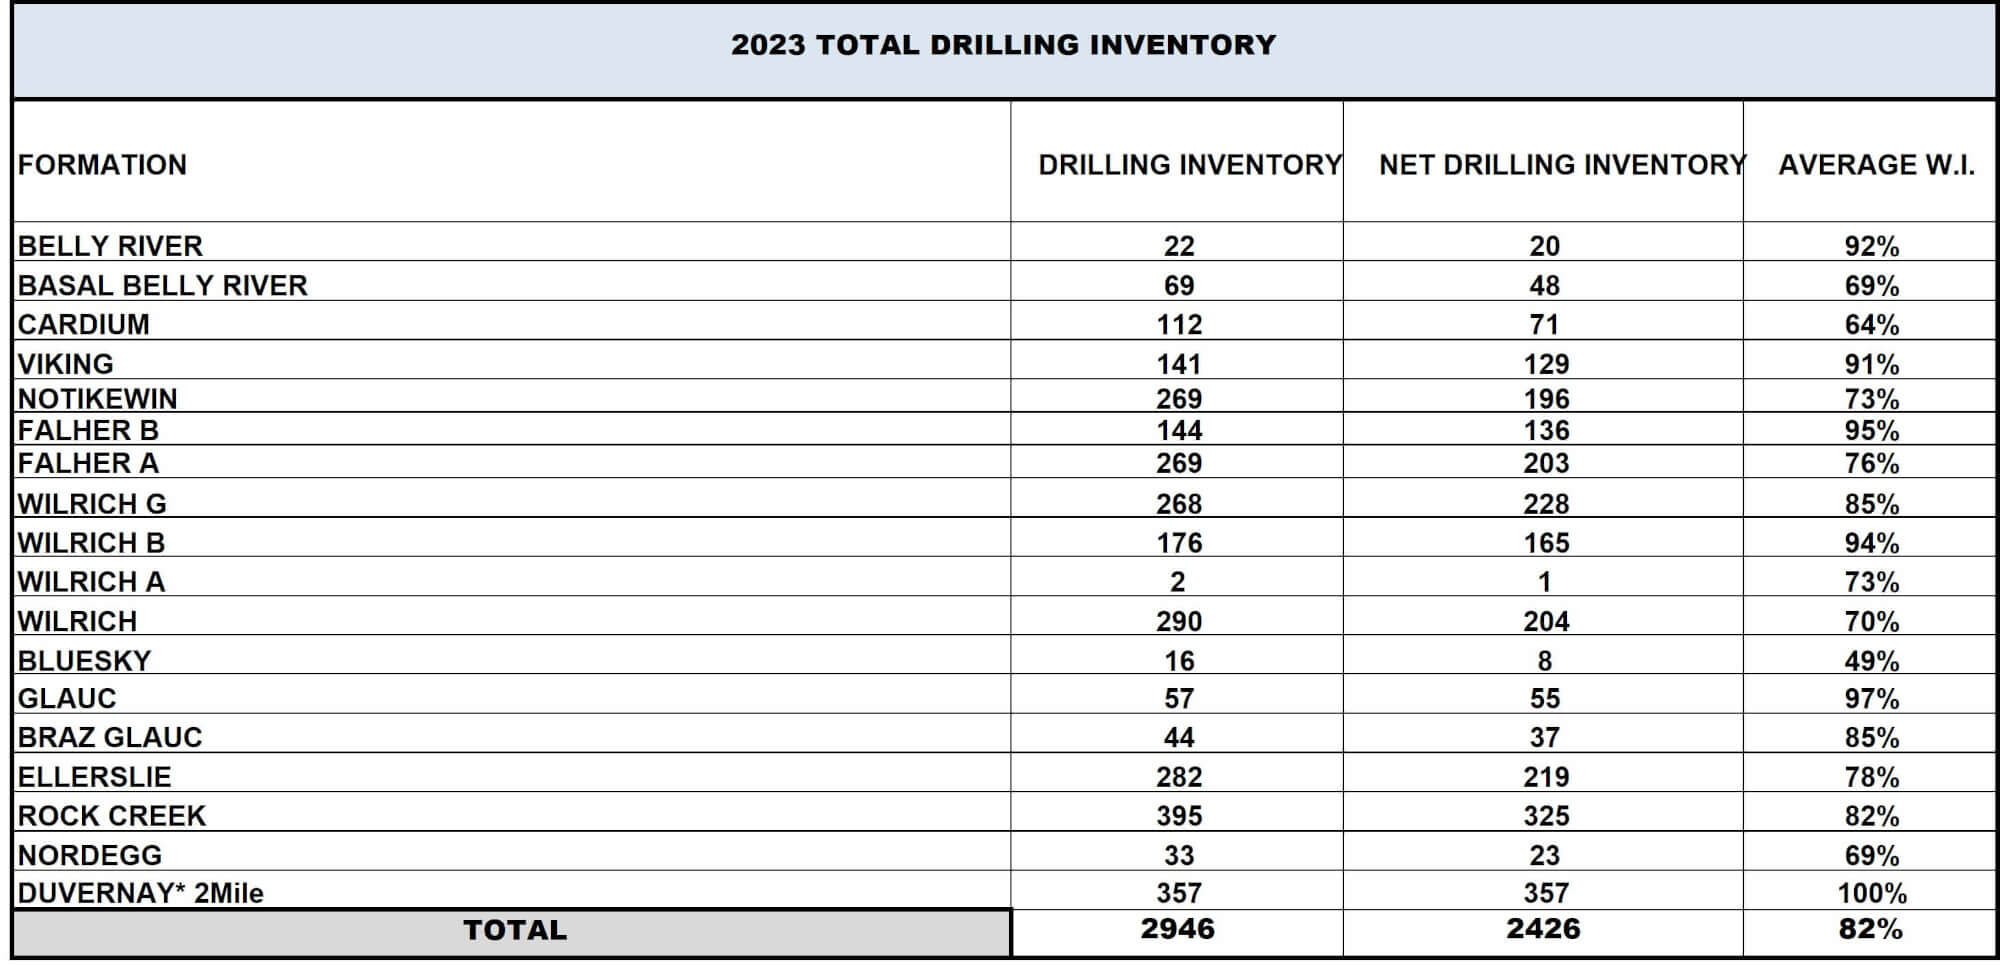 2023 TOTAL DRILLING INVENTORY
FORMATION DRILLING INVENTORY NET DRILLING INVENTORY AVERAGE W.I.
BELLY RIVER 22 20 92%
BASAL BELLY RIVER 69 48 69%
CARDIUM 112 71 64%
VIKING 141 129 91%
NOTIKEWIN 269 196 73%
FALHER B 144 136 95%
FALHER A 269 203 76%
WILRICH G 268 228 85%
WILRICH B 176 165 94%
WILRICH A 2 1 73%
WILRICH 290 204 70%
BLUESKY 16 8 49%
GLAUC 57 55 97%
BRAZ GLAUC 44 37 85%
ELLERSLIE 282 219 78%
ROCK CREEK 395 325 82%
NORDEGG 33 23 69%
DUVERNAY* 2Mile 357 357 100%
TOTAL 2946 2426 82%